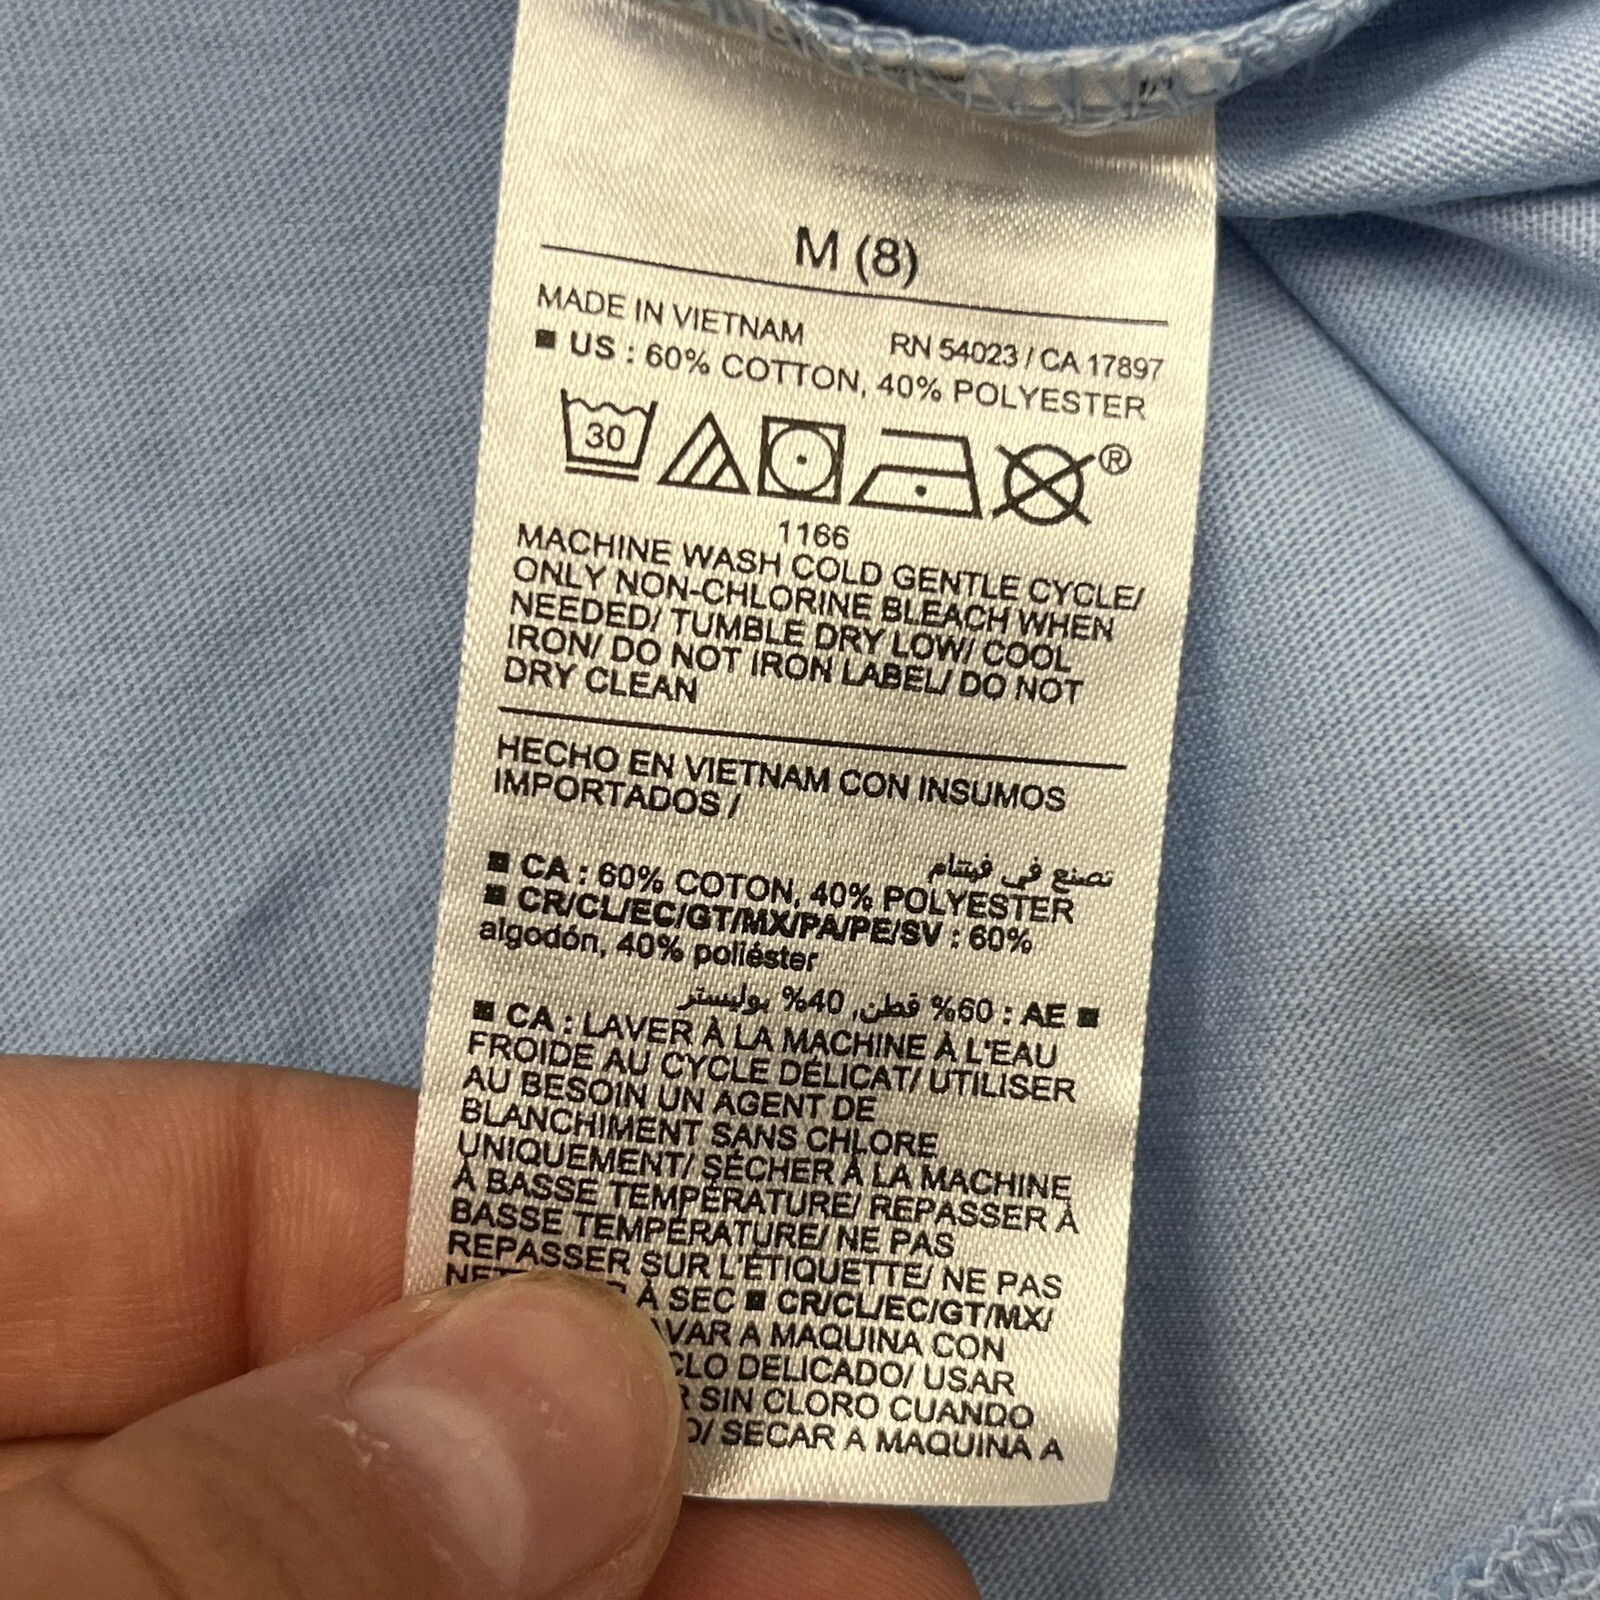 M (8)
MADE IN VIETNAM RN 54023 / CA 17897
■ US : 60% COTTON, 40% POLYESTER
30 ®
1166
MACHINE WASH COLD GENTLE CYCLE/
ONLY NON-CHLORINE BLEACH WHEN
NEEDED/ TUMBLE DRY LOW/ COOL
IRON/ DO NOT IRON LABEL/ DO NOT
DRY CLEAN
HECHO EN VIETNAM CON INSUMOS
IMPORTADOS /
تصنع في فيتنام
■ CA : 60% COTON, 40% POLYESTER
■ CR/CL/EC/GT/MX/PA/PE/SV : 60%
algodón, 40% poliéster
■ AE : 60% قطن, 40% بوليستر
■ CA : LAVER À LA MACHINE À L'EAU
FROIDE AU CYCLE DÉLICAT/ UTILISER
AU BESOIN UN AGENT DE
BLANCHIMENT SANS CHLORE
UNIQUEMENT/ SÉCHER À LA MACHINE
À BASSE TEMPÉRATURE/ REPASSER À
BASSE TEMPÉRATURE/ NE PAS
REPASSER SUR L'ÉTIQUETTE/ NE PAS
À SEC ■ CR/CL/EC/GT/MX/
A MAQUINA CON
DELICADO/ USAR
SIN CLORO CUANDO
SECAR A MAQUINA A